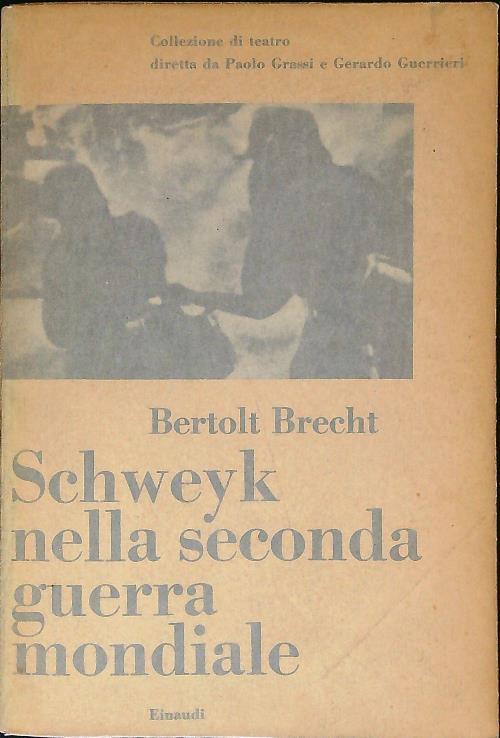 Collezione di teatro
diretta da Paolo Grassi e Gerardo Guerrieri
Bertolt Brecht
Schweyk
nella seconda
guerra
mondiale
Einaudi